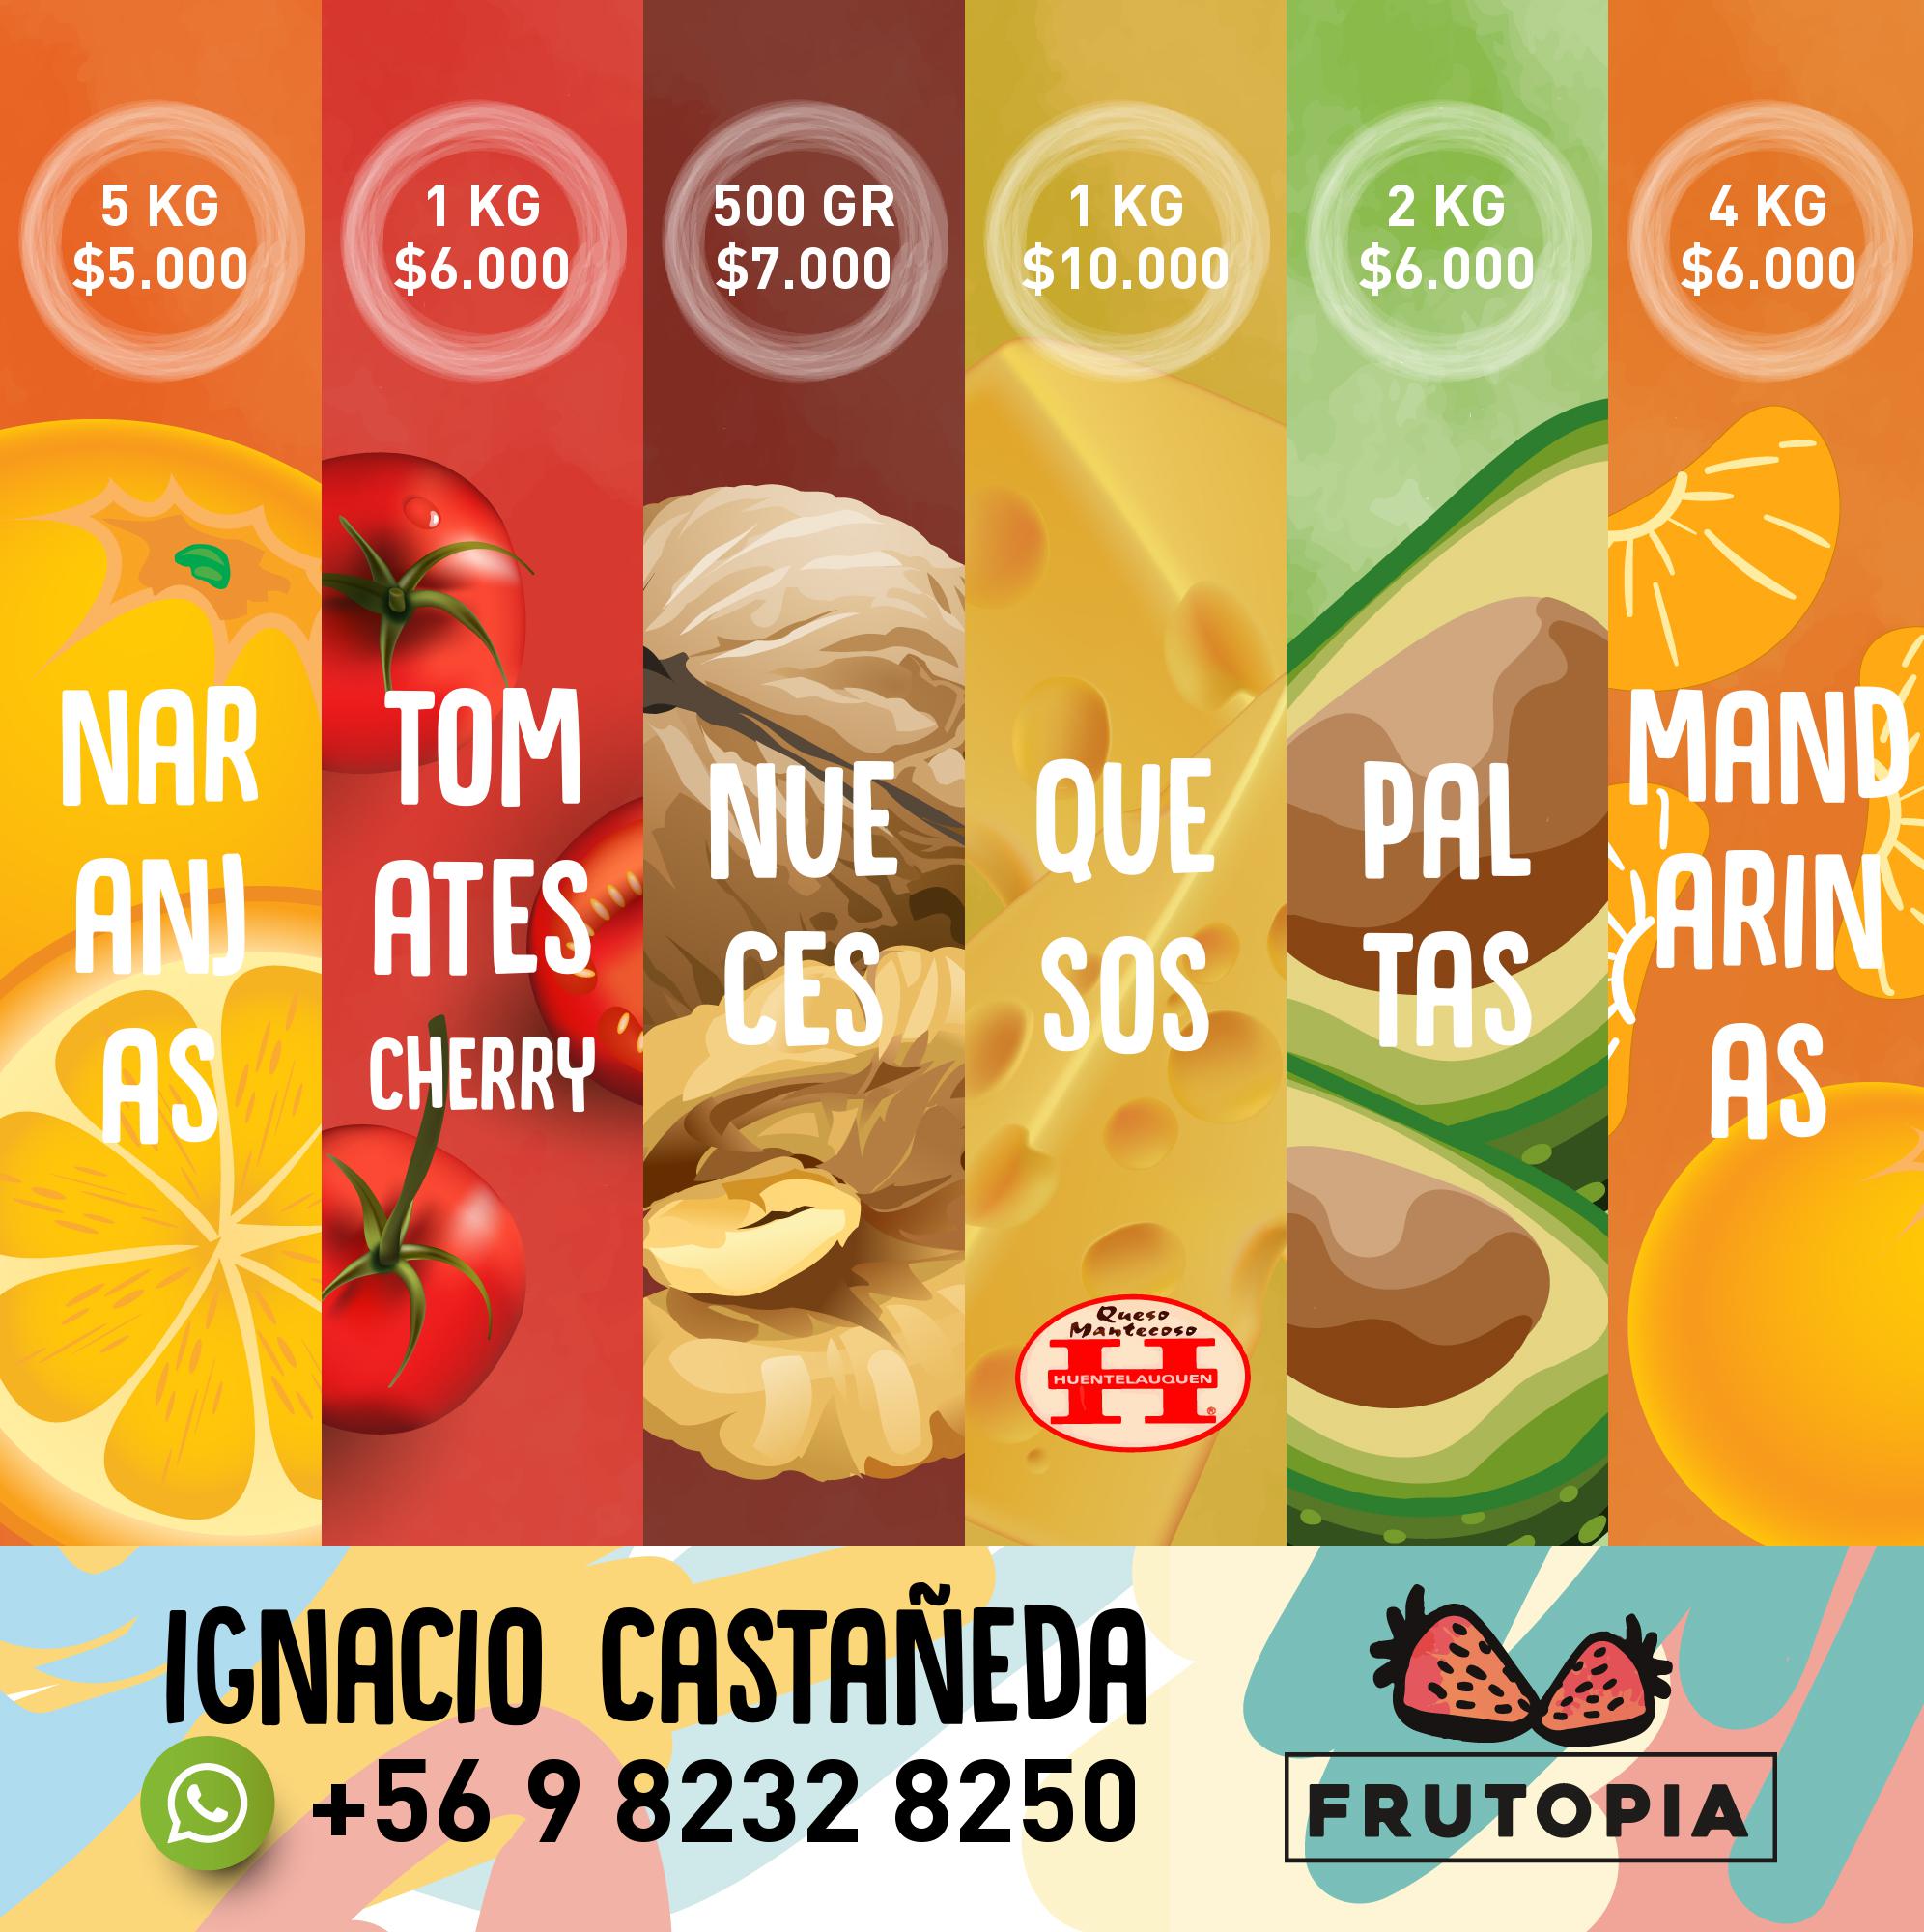 5 KG
$5.000
NAR
ANJ
AS
1 KG
$6.000
TOM
ATES
CHERRY
500 GR
$7.000
NUE
CES
1 KG
$10.000
QUE
SOS
Queso
Mantecoso
H
HUENTELAUQUEN
®
2 KG
$6.000
PAL
TAS
4 KG
$6.000
MAND
ARIN
AS
IGNACIO CASTAÑEDA
+56 9 8232 8250
FRUTOPIA